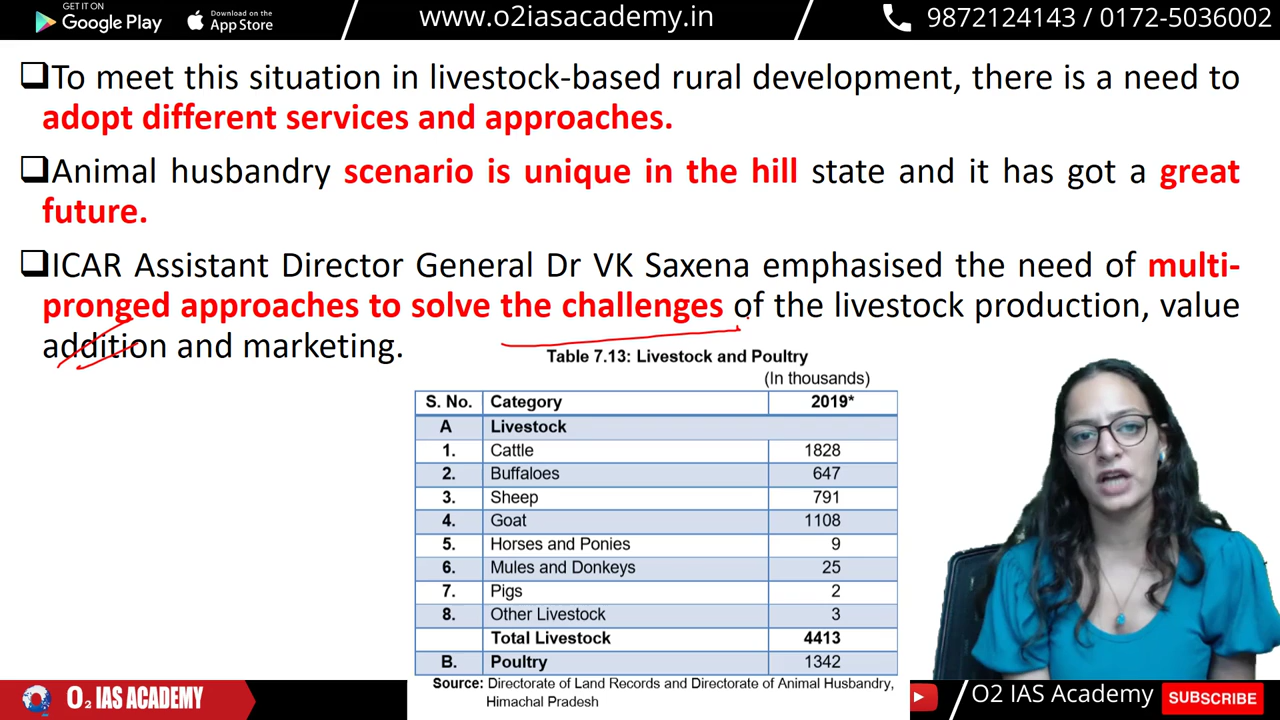 GET IT ON
Google Play
Download on the
App Store
www.o2iasacademy.in
9872124143 / 0172-5036002
❑To meet this situation in livestock-based rural development, there is a need to
adopt different services and approaches.
❑Animal husbandry scenario is unique in the hill state and it has got a great
future.
❑ICAR Assistant Director General Dr VK Saxena emphasised the need of multi-
pronged approaches to solve the challenges of the livestock production, value
addition and marketing.
Table 7.13: Livestock and Poultry
(In thousands)
S. No. Category 2019*
A Livestock
1. Cattle 1828
2. Buffaloes 647
3. Sheep 791
4. Goat 1108
5. Horses and Ponies 9
6. Mules and Donkeys 25
7. Pigs 2
8. Other Livestock 3
Total Livestock 4413
B. Poultry 1342
Source: Directorate of Land Records and Directorate of Animal Husbandry,
Himachal Pradesh
O2 IAS ACADEMY
O2 IAS Academy
SUBSCRIBE